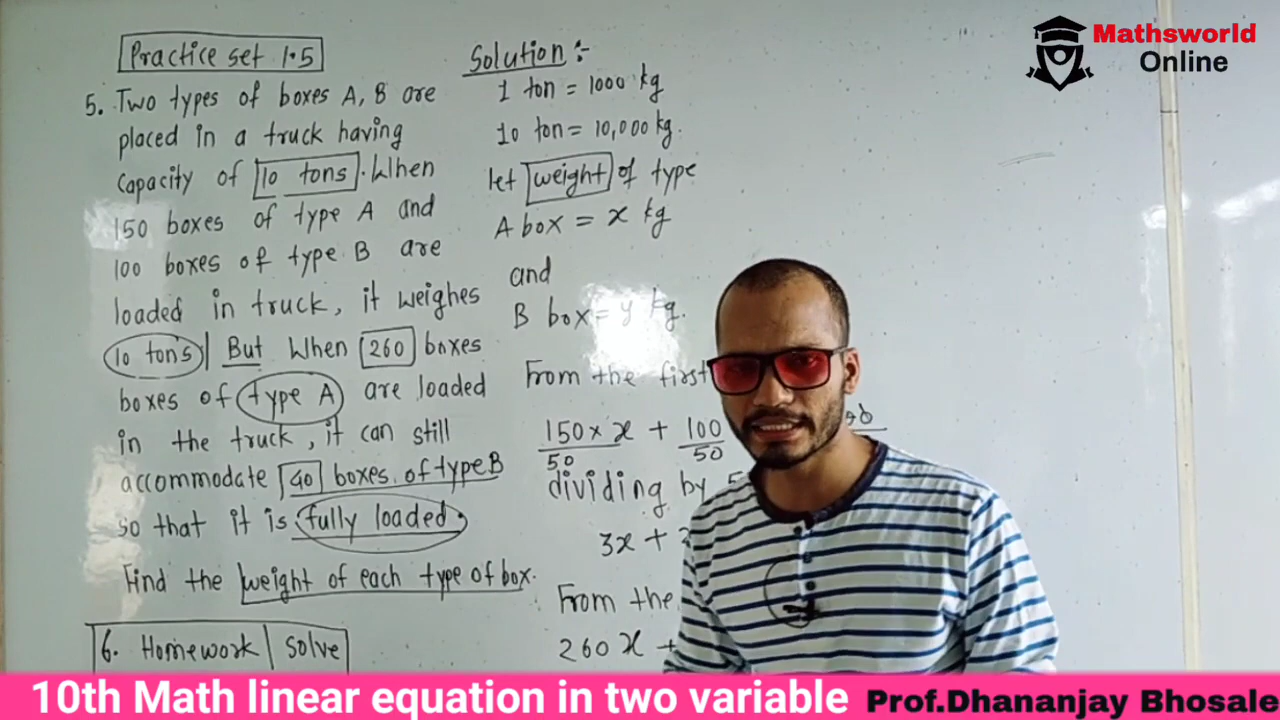 Mathsworld
Online
Practice set 1.5
5. Two types of boxes A, B are
placed in a truck having
Capacity of 10 tons. When
150 boxes of type A and
100 boxes of type B are
loaded in truck, it weighes
10 tons But When 260 boxes
boxes of type A are loaded
in the truck, it can still
accommodate 40 boxes of type B
so that it is fully loaded.
Find the weight of each type of box.
6. Homework solve
Solution :-
1 ton = 1000 kg
10 ton = 10,000 kg.
let weight of type
A box = x kg
and
B box = y kg.
From the first
150 × x + 100
50 50
dividing by 5
3x +
From the
260 x +
10th Math linear equation in two variable Prof.Dhananjay Bhosale